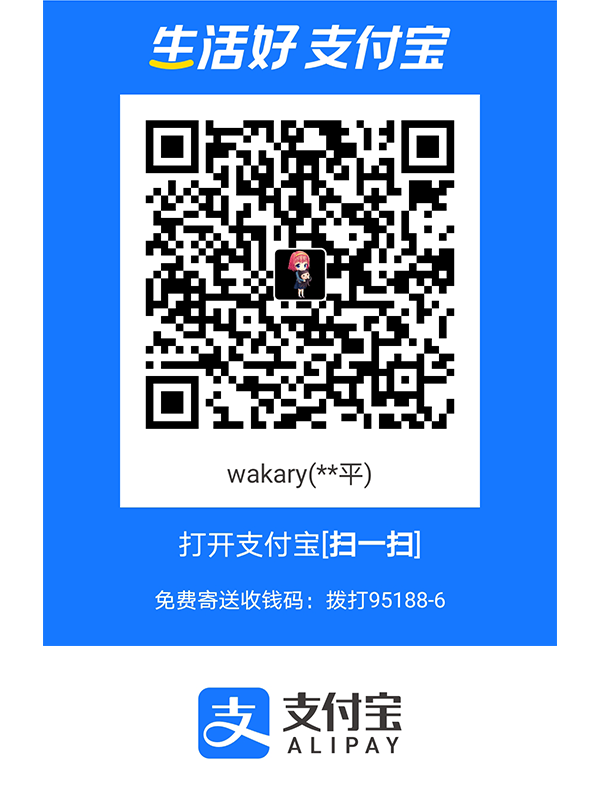 生活好 支付宝
wakary(**平)
打开支付宝[扫一扫]
免费寄送收钱码：拨打95188-6
支 支付宝
ALIPAY